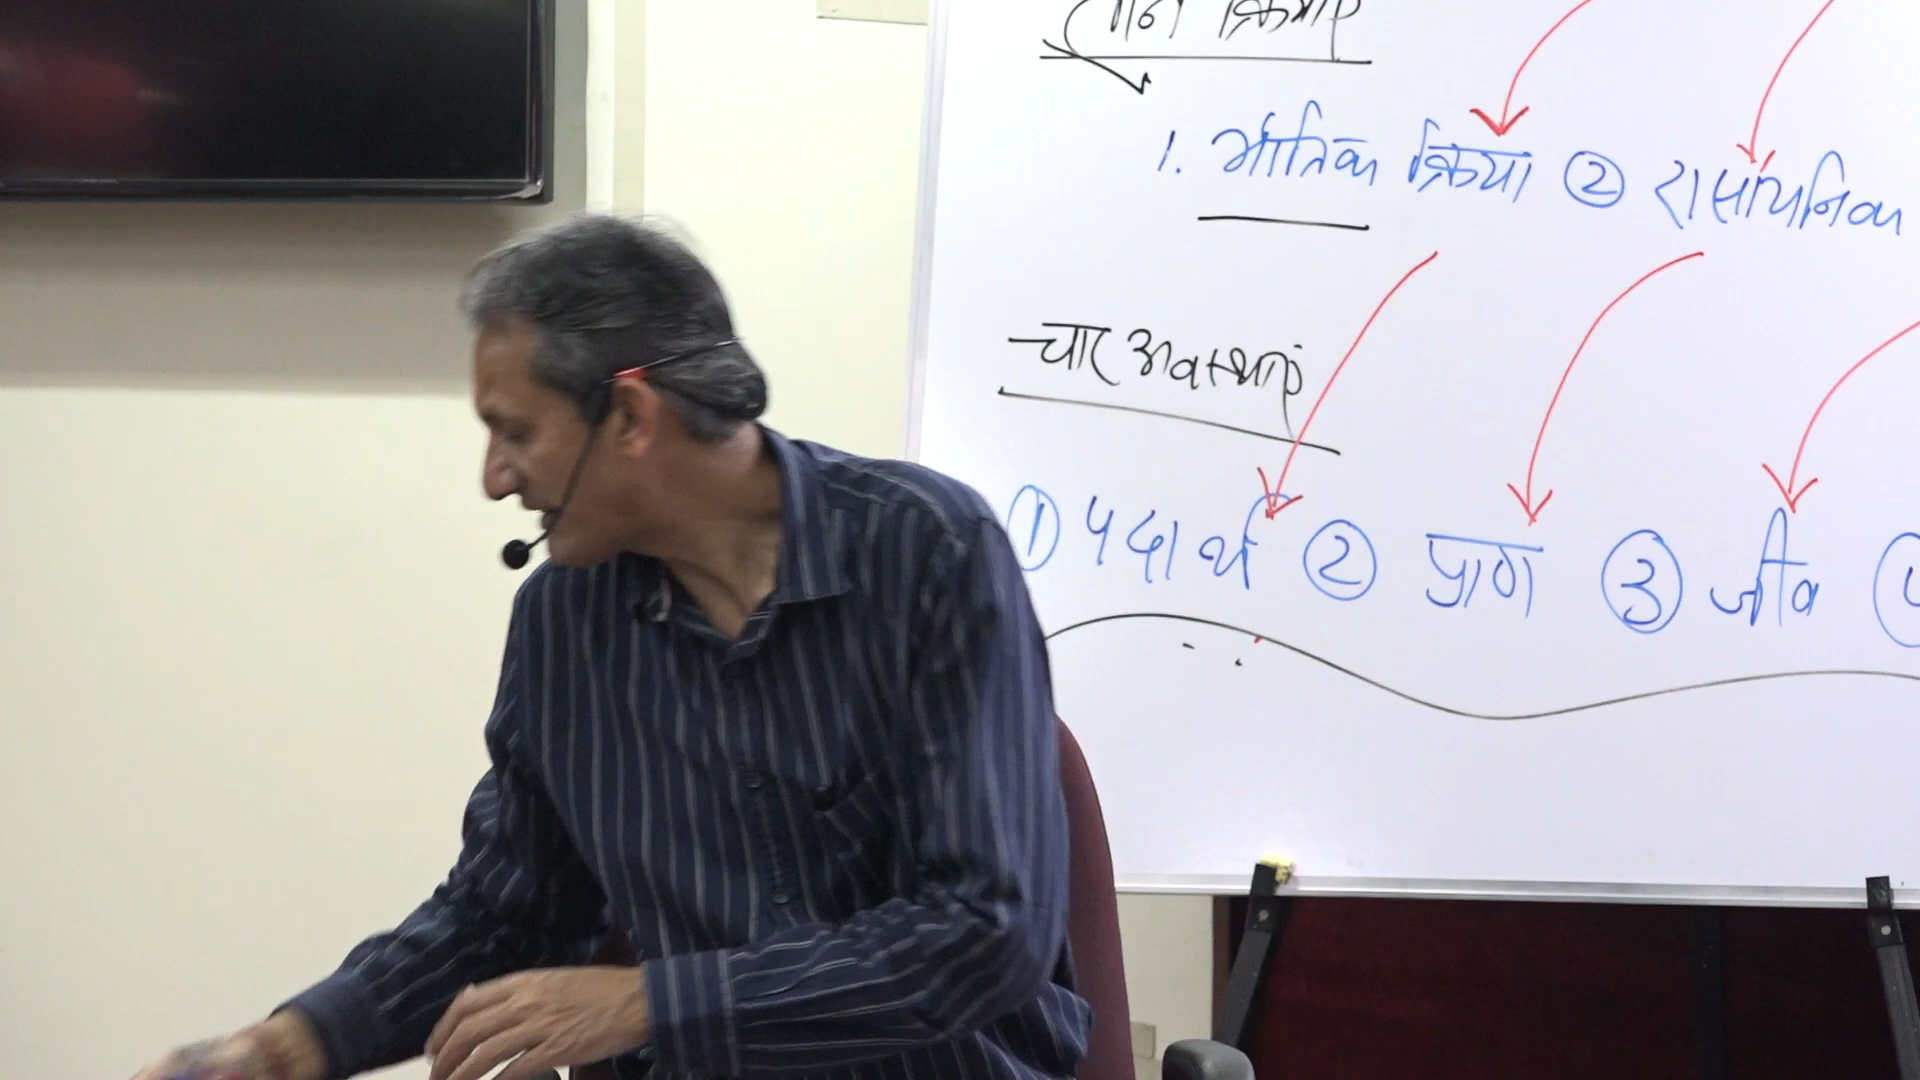 तीन क्रियाएं
1. भौतिक क्रिया ② रासायनिक
चार अवस्थाएं
① पदार्थ ② प्राण ③ जीव